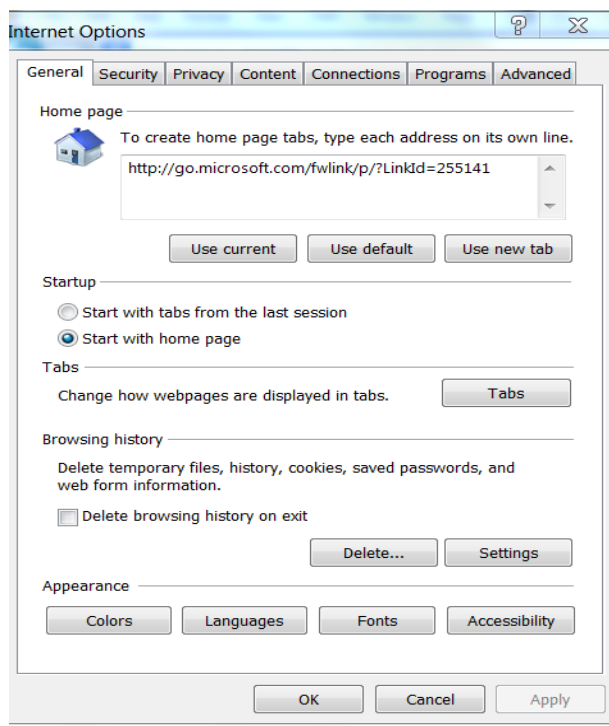 Internet Options
General Security Privacy Content Connections Programs Advanced
Home page
To create home page tabs, type each address on its own line.
http://go.microsoft.com/fwlink/p/?LinkId=255141
Use current Use default Use new tab
Startup
Start with tabs from the last session
Start with home page
Tabs
Change how webpages are displayed in tabs. Tabs
Browsing history
Delete temporary files, history, cookies, saved passwords, and
web form information.
Delete browsing history on exit
Delete... Settings
Appearance
Colors Languages Fonts Accessibility
OK Cancel Apply